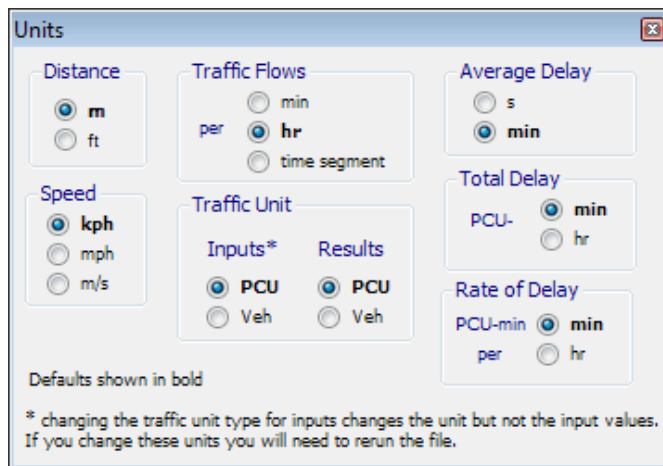 Units
Distance
m
ft
Speed
kph
mph
m/s
Traffic Flows
per
min
hr
time segment
Traffic Unit
Inputs* Results
PCU PCU
Veh Veh
Average Delay
s
min
Total Delay
PCU-
min
hr
Rate of Delay
PCU-min min
per hr
Defaults shown in bold
* changing the traffic unit type for inputs changes the unit but not the input values.
If you change these units you will need to rerun the file.